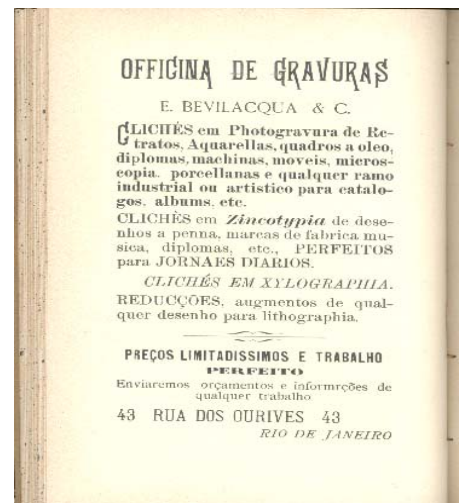 OFFICINA DE GRAVURAS
E. BEVILACQUA & C.
CLICHÉS em Photogravura de Re-
tratos, Aquarellas, quadros a oleo,
diplomas, machinas, moveis, micros-
copia. porcellanas e qualquer ramo
industrial ou artistico para catalo-
gos. albums. etc.
CLICHÉS em Zincotypia de dese-
nhos a penna, marcas de fabrica mu-
sica, diplomas, etc., PERFEITOS
para JORNAES DIARIOS.
CLICHÉS EM XYLOGRAPHIA.
REDUCÇÕES, augmentos de qual-
quer desenho para lithographia.
PREÇOS LIMITADISSIMOS E TRABALHO
PERFEITO
Enviaremos orçamentos e informrções de
qualquer trabalho
43 RUA DOS OURIVES 43
RIO DE JANEIRO